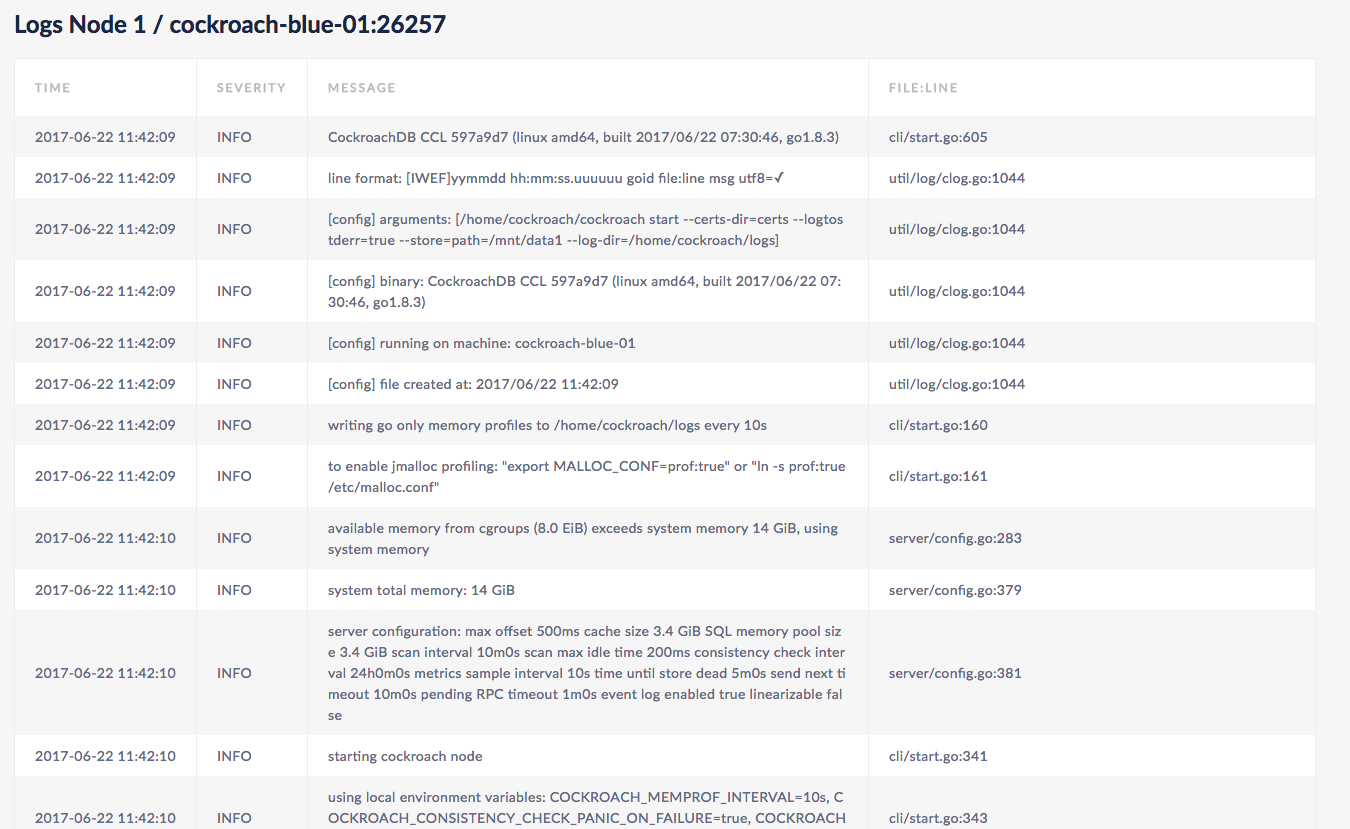 Logs Node 1 / cockroach-blue-01:26257
TIME SEVERITY MESSAGE FILE:LINE
2017-06-22 11:42:09 INFO CockroachDB CCL 597a9d7 (linux amd64, built 2017/06/22 07:30:46, go1.8.3) cli/start.go:605
2017-06-22 11:42:09 INFO line format: [IWEF]yymmdd hh:mm:ss.uuuuuu goid file:line msg utf8=✓ util/log/clog.go:1044
[config] arguments: [/home/cockroach/cockroach start --certs-dir=certs --logtos
2017-06-22 11:42:09 INFO util/log/clog.go:1044
tderr=true --store=path=/mnt/data1 --log-dir=/home/cockroach/logs]
[config] binary: CockroachDB CCL 597a9d7 (linux amd64, built 2017/06/22 07:
2017-06-22 11:42:09 INFO util/log/clog.go:1044
30:46, go1.8.3)
2017-06-22 11:42:09 INFO [config] running on machine: cockroach-blue-01 util/log/clog.go:1044
2017-06-22 11:42:09 INFO [config] file created at: 2017/06/22 11:42:09 util/log/clog.go:1044
2017-06-22 11:42:09 INFO writing go only memory profiles to /home/cockroach/logs every 10s cli/start.go:160
to enable jmalloc profiling: "export MALLOC_CONF=prof:true" or "ln -s prof:true
2017-06-22 11:42:09 INFO cli/start.go:161
/etc/malloc.conf"
available memory from cgroups (8.0 EiB) exceeds system memory 14 GiB, using
2017-06-22 11:42:10 INFO server/config.go:283
system memory
2017-06-22 11:42:10 INFO system total memory: 14 GiB server/config.go:379
server configuration: max offset 500ms cache size 3.4 GiB SQL memory pool siz
e 3.4 GiB scan interval 10m0s scan max idle time 200ms consistency check inter
2017-06-22 11:42:10 INFO val 24h0m0s metrics sample interval 10s time until store dead 5m0s send next ti server/config.go:381
meout 10m0s pending RPC timeout 1m0s event log enabled true linearizable fal
se
2017-06-22 11:42:10 INFO starting cockroach node cli/start.go:341
using local environment variables: COCKROACH_MEMPROF_INTERVAL=10s, C
2017-06-22 11:42:10 INFO OCKROACH_CONSISTENCY_CHECK_PANIC_ON_FAILURE=true, COCKROACH cli/start.go:343